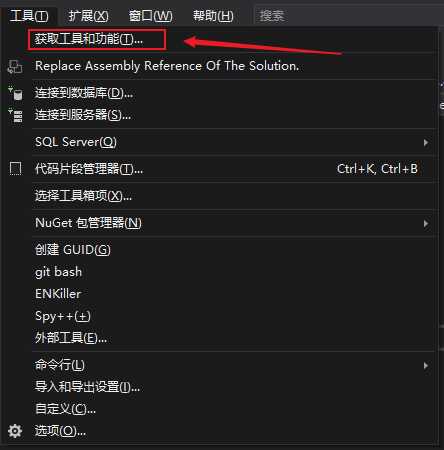 工具(T) 扩展(X) 窗口(W) 帮助(H) 搜索
获取工具和功能(T)...
Replace Assembly Reference Of The Solution.
连接到数据库(D)...
连接到服务器(S)...
SQL Server(Q)
代码片段管理器(T)... Ctrl+K, Ctrl+B
选择工具箱项(X)...
NuGet 包管理器(N)
创建 GUID(G)
git bash
ENKiller
Spy++(+)
外部工具(E)...
命令行(L)
导入和导出设置(I)...
自定义(C)...
选项(O)...